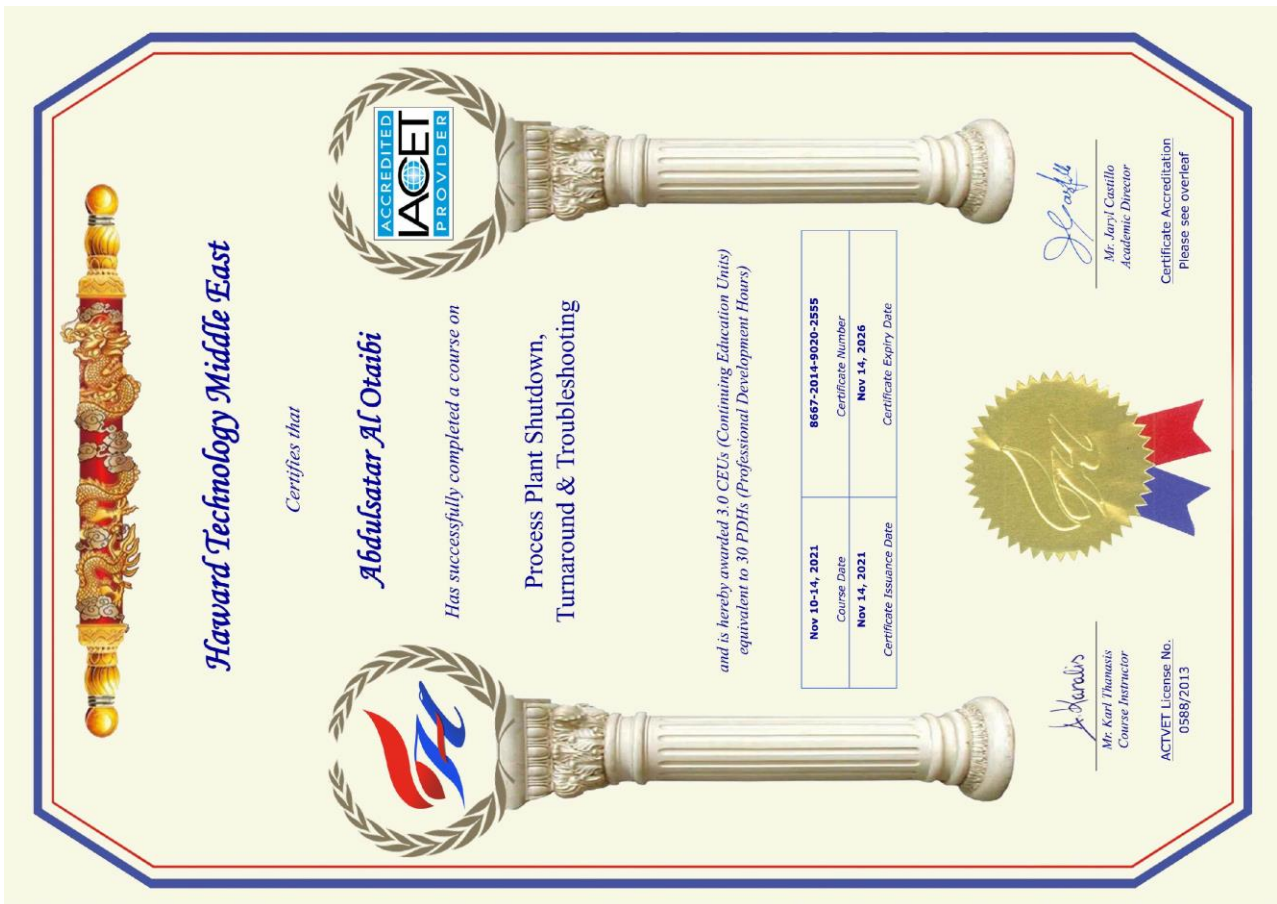 Haward Technology Middle East
Certifies that
ACCREDITED
IACET
PROVIDER
Abdulsatar Al Otaibi
Has successfully completed a course on
Process Plant Shutdown,
Turnaround & Troubleshooting
and is hereby awarded 3.0 CEUs (Continuing Education Units)
equivalent to 30 PDHs (Professional Development Hours)
Nov 10-14, 2021 8667-2014-9020-2555
Course Date Certificate Number
Nov 14, 2021 Nov 14, 2026
Certificate Issuance Date Certificate Expiry Date
Mr. Karl Thanasis
Course Instructor
Mr. Jaryl Castillo
Academic Director
ACTVET License No.
0588/2013
Certificate Accreditation
Please see overleaf